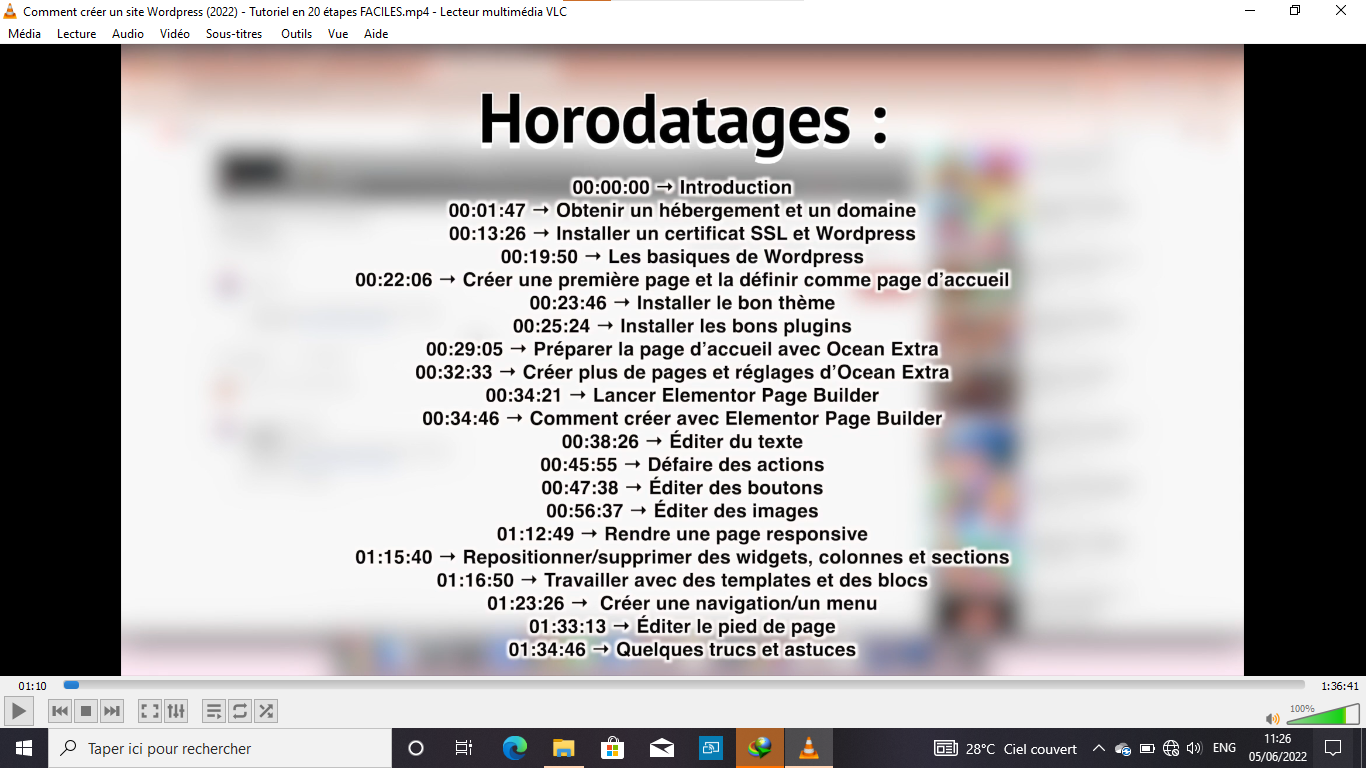 Comment créer un site Wordpress (2022) - Tutoriel en 20 étapes FACILES.mp4 - Lecteur multimédia VLC
Média Lecture Audio Vidéo Sous-titres Outils Vue Aide
Horodatages :
00:00:00 → Introduction
00:01:47 → Obtenir un hébergement et un domaine
00:13:26 → Installer un certificat SSL et Wordpress
00:19:50 → Les basiques de Wordpress
00:22:06 → Créer une première page et la définir comme page d’accueil
00:23:46 → Installer le bon thème
00:25:24 → Installer les bons plugins
00:29:05 → Préparer la page d’accueil avec Ocean Extra
00:32:33 → Créer plus de pages et réglages d’Ocean Extra
00:34:21 → Lancer Elementor Page Builder
00:34:46 → Comment créer avec Elementor Page Builder
00:38:26 → Éditer du texte
00:45:55 → Défaire des actions
00:47:38 → Éditer des boutons
00:56:37 → Éditer des images
01:12:49 → Rendre une page responsive
01:15:40 → Repositionner/supprimer des widgets, colonnes et sections
01:16:50 → Travailler avec des templates et des blocs
01:23:26 → Créer une navigation/un menu
01:33:13 → Éditer le pied de page
01:34:46 → Quelques trucs et astuces
01:10 1:36:41
100%
Taper ici pour rechercher 28°C Ciel couvert ENG 11:26
05/06/2022